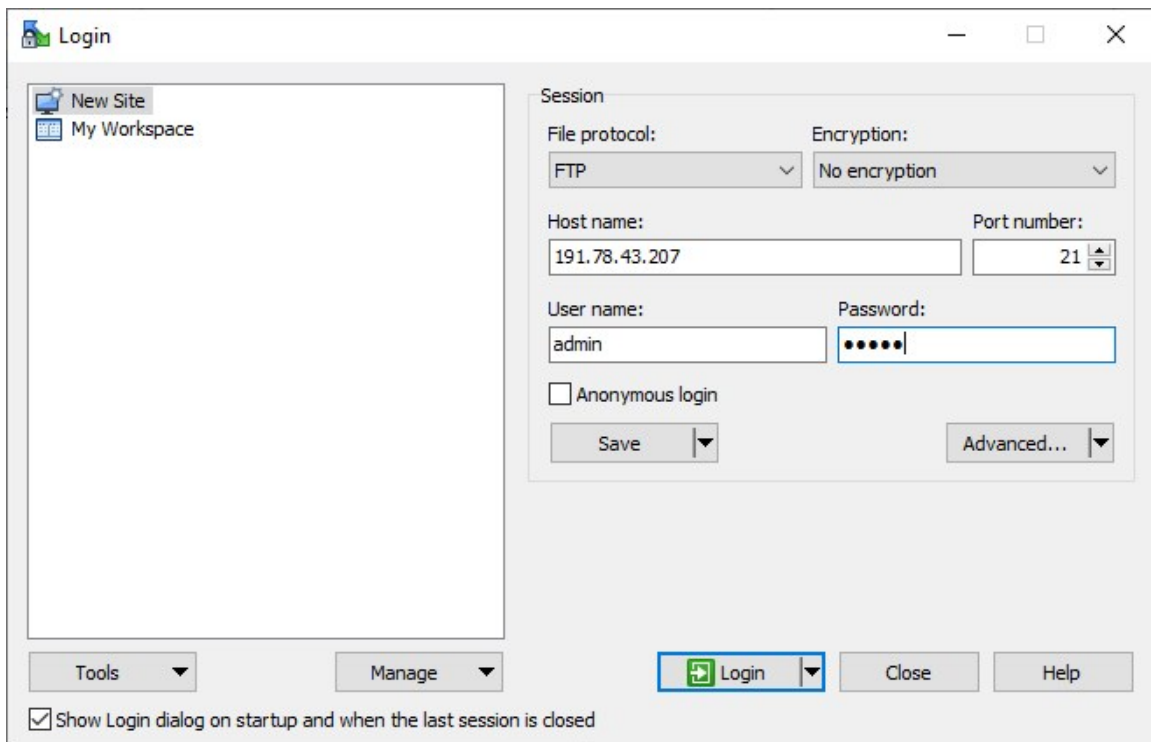 Login
New Site
My Workspace
Session
File protocol: Encryption:
FTP No encryption
Host name: Port number:
191.78.43.207 21
User name: Password:
admin •••••
Anonymous login
Save Advanced...
Tools Manage Login Close Help
Show Login dialog on startup and when the last session is closed